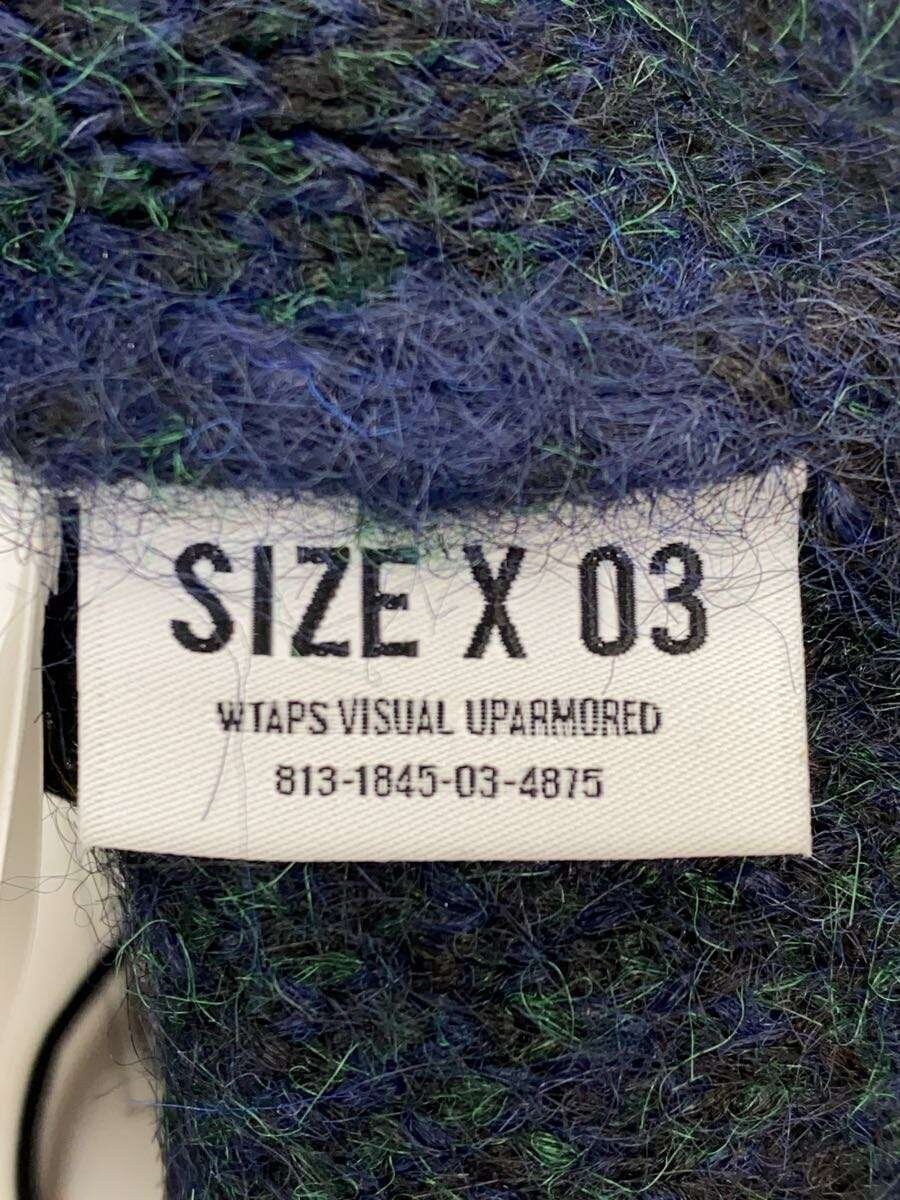 SIZE X 03
WTAPS VISUAL UPARMORED
813-1845-03-4875